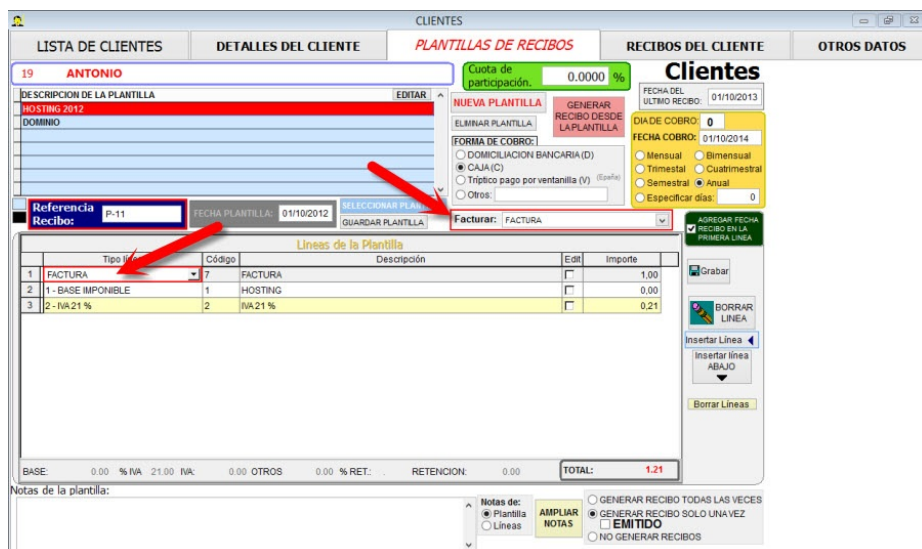 CLIENTES
LISTA DE CLIENTES
DETALLES DEL CLIENTE
PLANTILLAS DE RECIBOS
RECIBOS DEL CLIENTE
OTROS DATOS
19 ANTONIO
DESCRIPCION DE LA PLANTILLA
EDITAR
HOSTING 2012
DOMINIO
Cuota de participación. 0.0000 %
Clientes
NUEVA PLANTILLA
ELIMINAR PLANTILLA
GENERAR
RECIBO DESDE
LA PLANTILLA
FECHA DEL
ULTIMO RECIBO: 01/10/2013
FORMA DE COBRO:
DOMICILIACION BANCARIA (D)
CAJA (C)
Tríptico pago por ventanilla (V) (España)
Otros:
DIA DE COBRO: 0
FECHA COBRO: 01/10/2014
Mensual Bimensual
Trimestal Cuatrimestral
Semestral Anual
Especificar días: 0
Referencia
Recibo: P-11
FECHA PLANTILLA: 01/10/2012
SELECCIONAR
GUARDAR PLANTILLA
Facturar: FACTURA
AGREGAR FECHA
RECIBO EN LA
PRIMERA LINEA
Lineas de la Plantilla
Código Descripción Edit Importe
1 FACTURA 7 FACTURA 1,00
2 1 - BASE IMPONIBLE 1 HOSTING 0,00
3 2 - IVA 21 % 2 IVA 21 % 0,21
Grabar
BORRAR
LINEA
Insertar Línea
Insertar línea
ABAJO
Borrar Líneas
BASE: 0.00 % IVA 21.00 IVA: 0.00 OTROS 0.00 % RET.: . RETENCION: 0.00 TOTAL: 1.21
Notas de la plantilla:
Notas de:
Plantilla
Líneas
AMPLIAR
NOTAS
GENERAR RECIBO TODAS LAS VECES
GENERAR RECIBO SOLO UNA VEZ
EMITIDO
NO GENERAR RECIBOS